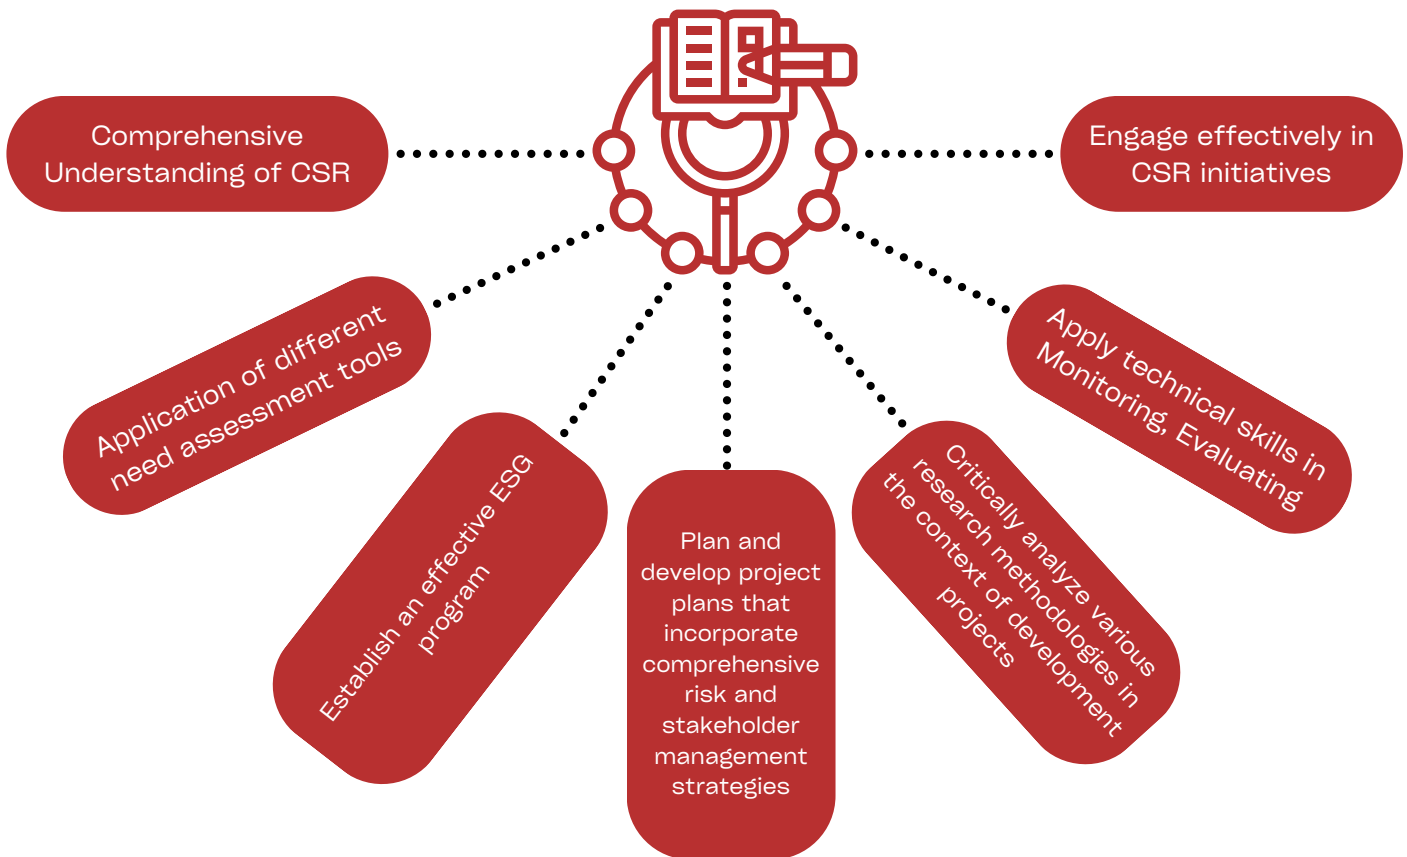 Comprehensive
Understanding of CSR
Engage effectively in
CSR initiatives
Application of different
need assessment tools
Apply technical skills in
Monitoring, Evaluating
Establish an effective ESG
program
Plan and
develop project
plans that
incorporate
comprehensive
risk and
stakeholder
management
strategies
Critically analyze various
research methodologies in
the context of development
projects